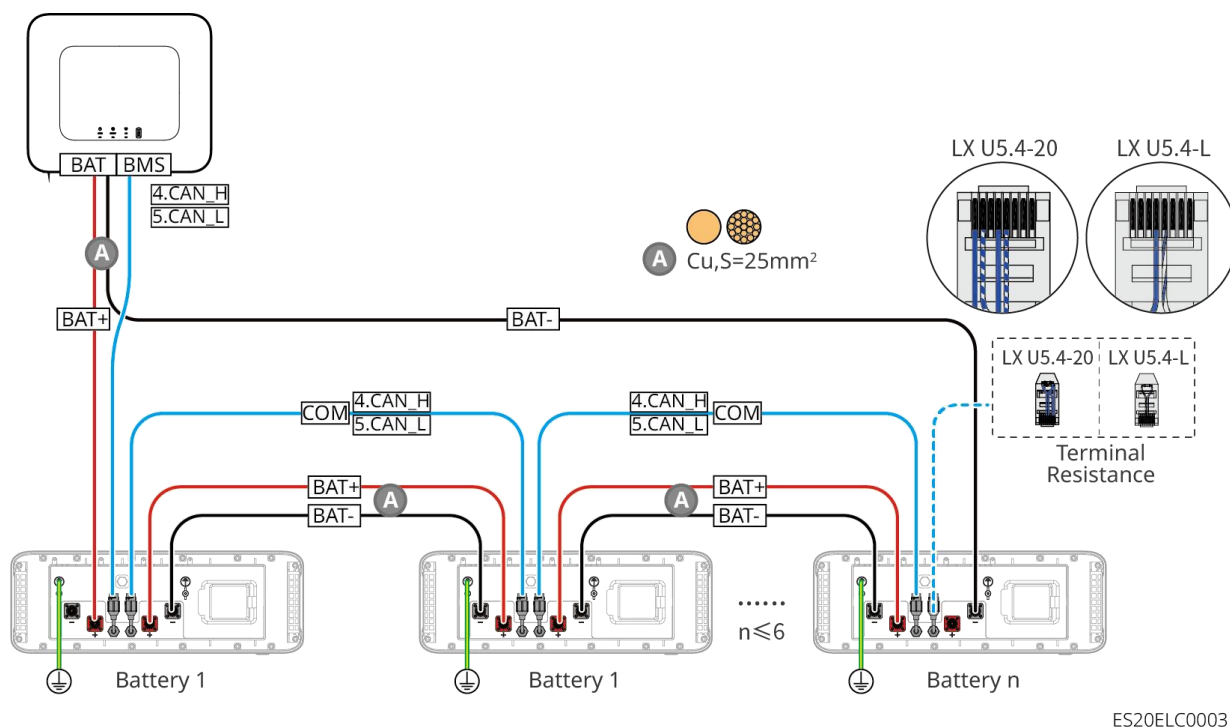 BAT
BMS
4.CAN_H
5.CAN_L
A
BAT+
BAT-
A Cu,S=25mm²
LX U5.4-20
LX U5.4-L
LX U5.4-20
LX U5.4-L
Terminal
Resistance
COM
4.CAN_H
5.CAN_L
4.CAN_H
5.CAN_L
COM
BAT+
A
BAT-
A
BAT+
BAT-
-
+
+
-
-
+
+
-
-
+
+
-
......
n≤6
Battery 1
Battery 1
Battery n
ES20ELC0003